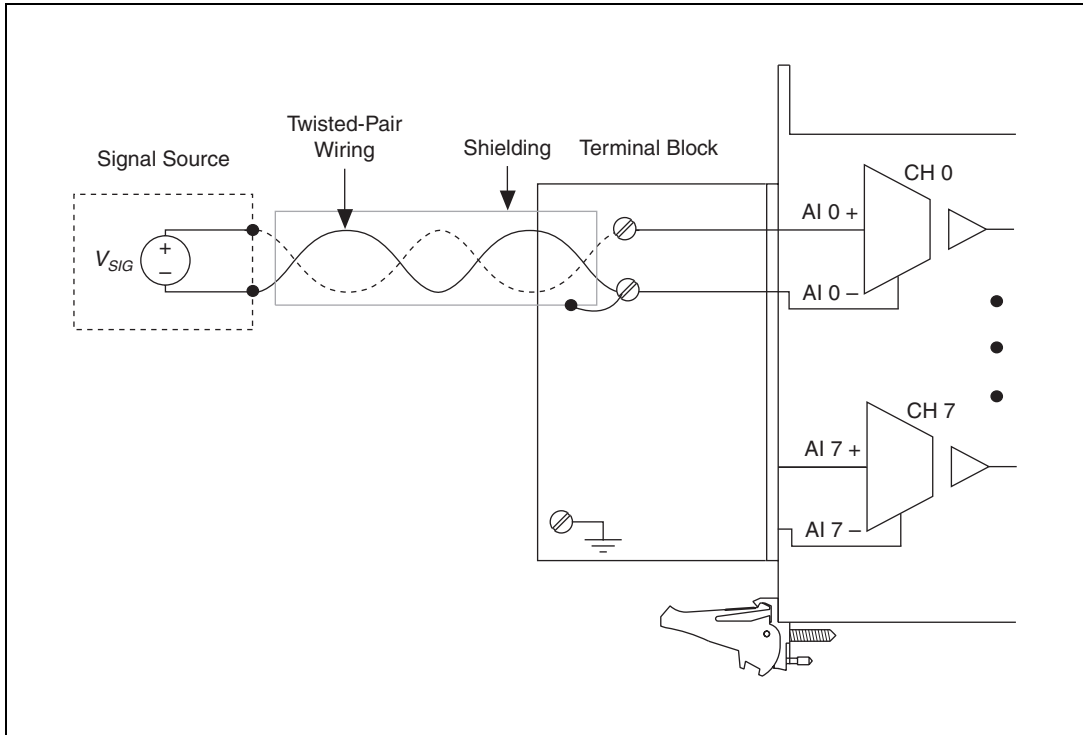 Twisted-Pair
Wiring
Signal Source
Shielding
Terminal Block
CH 0
AI 0 +
+
–
VSIG
AI 0 –
CH 7
AI 7 +
AI 7 –